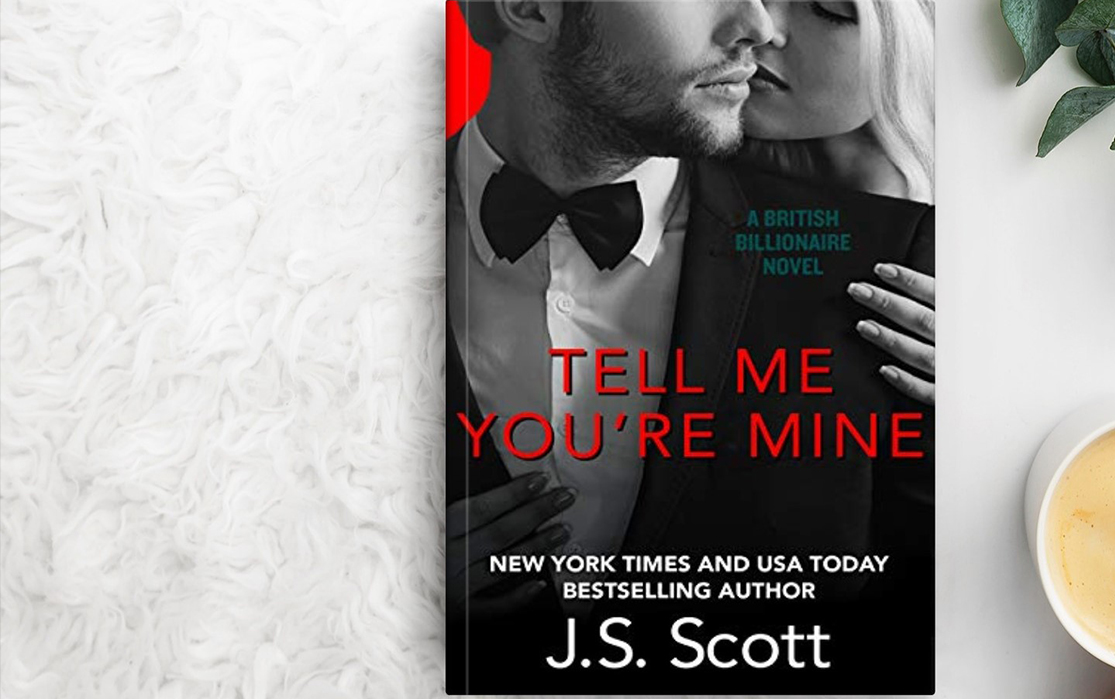 A BRITISH
BILLIONAIRE
NOVEL
TELL ME
YOU'RE MINE
NEW YORK TIMES AND USA TODAY
BESTSELLING AUTHOR
J.S. Scott